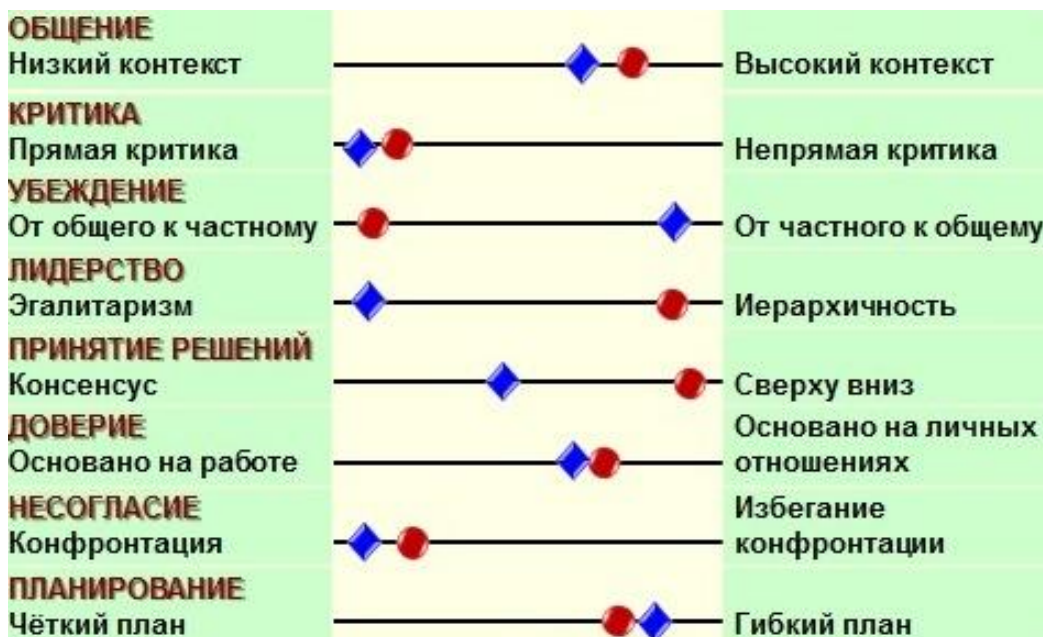 ОБЩЕНИЕ
Низкий контекст
Высокий контекст
КРИТИКА
Прямая критика
Непрямая критика
УБЕЖДЕНИЕ
От общего к частному
От частного к общему
ЛИДЕРСТВО
Эгалитаризм
Иерархичность
ПРИНЯТИЕ РЕШЕНИЙ
Консенсус
Сверху вниз
ДОВЕРИЕ
Основано на работе
Основано на личных
отношениях
НЕСОГЛАСИЕ
Конфронтация
Избегание
конфронтации
ПЛАНИРОВАНИЕ
Чёткий план
Гибкий план